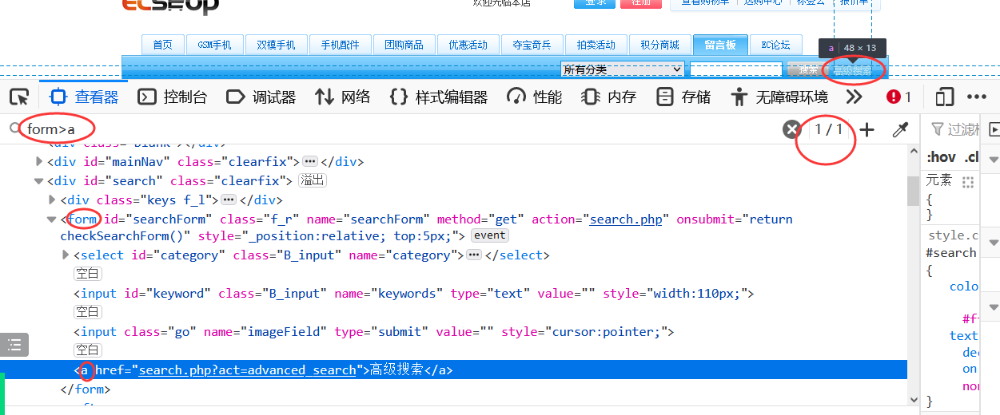 ECSHOP
欢迎光临本店
登录 注册
查看购物车 | 选购中心 | 标签云 | 报价单
首页 GSM手机 双模手机 手机配件 团购商品 优惠活动 夺宝奇兵 拍卖活动 积分商城 留言板 EC论坛
a 48 × 13
所有分类 搜索 高级搜索
查看器 控制台 调试器 网络 样式编辑器 性能 内存 存储 无障碍环境 1
form>a 1 / 1
<div class="blank"></div>
<div id="mainNav" class="clearfix"></div>
<div id="search" class="clearfix"> 溢出
<div class="keys f_l"></div>
<form id="searchForm" class="f_r" name="searchForm" method="get" action="search.php" onsubmit="return
checkSearchForm()" style="_position:relative; top:5px;"> event
<select id="category" class="B_input" name="category"></select>
空白
<input id="keyword" class="B_input" name="keywords" type="text" value="" style="width:110px;">
空白
<input class="go" name="imageField" type="submit" value="" style="cursor:pointer;">
空白
<a href="search.php?act=advanced_search">高级搜索</a>
</form>
过滤
:hov .cl
元素
{
}
style.c
#search
{
colo
#f
text
dec
on
non
}